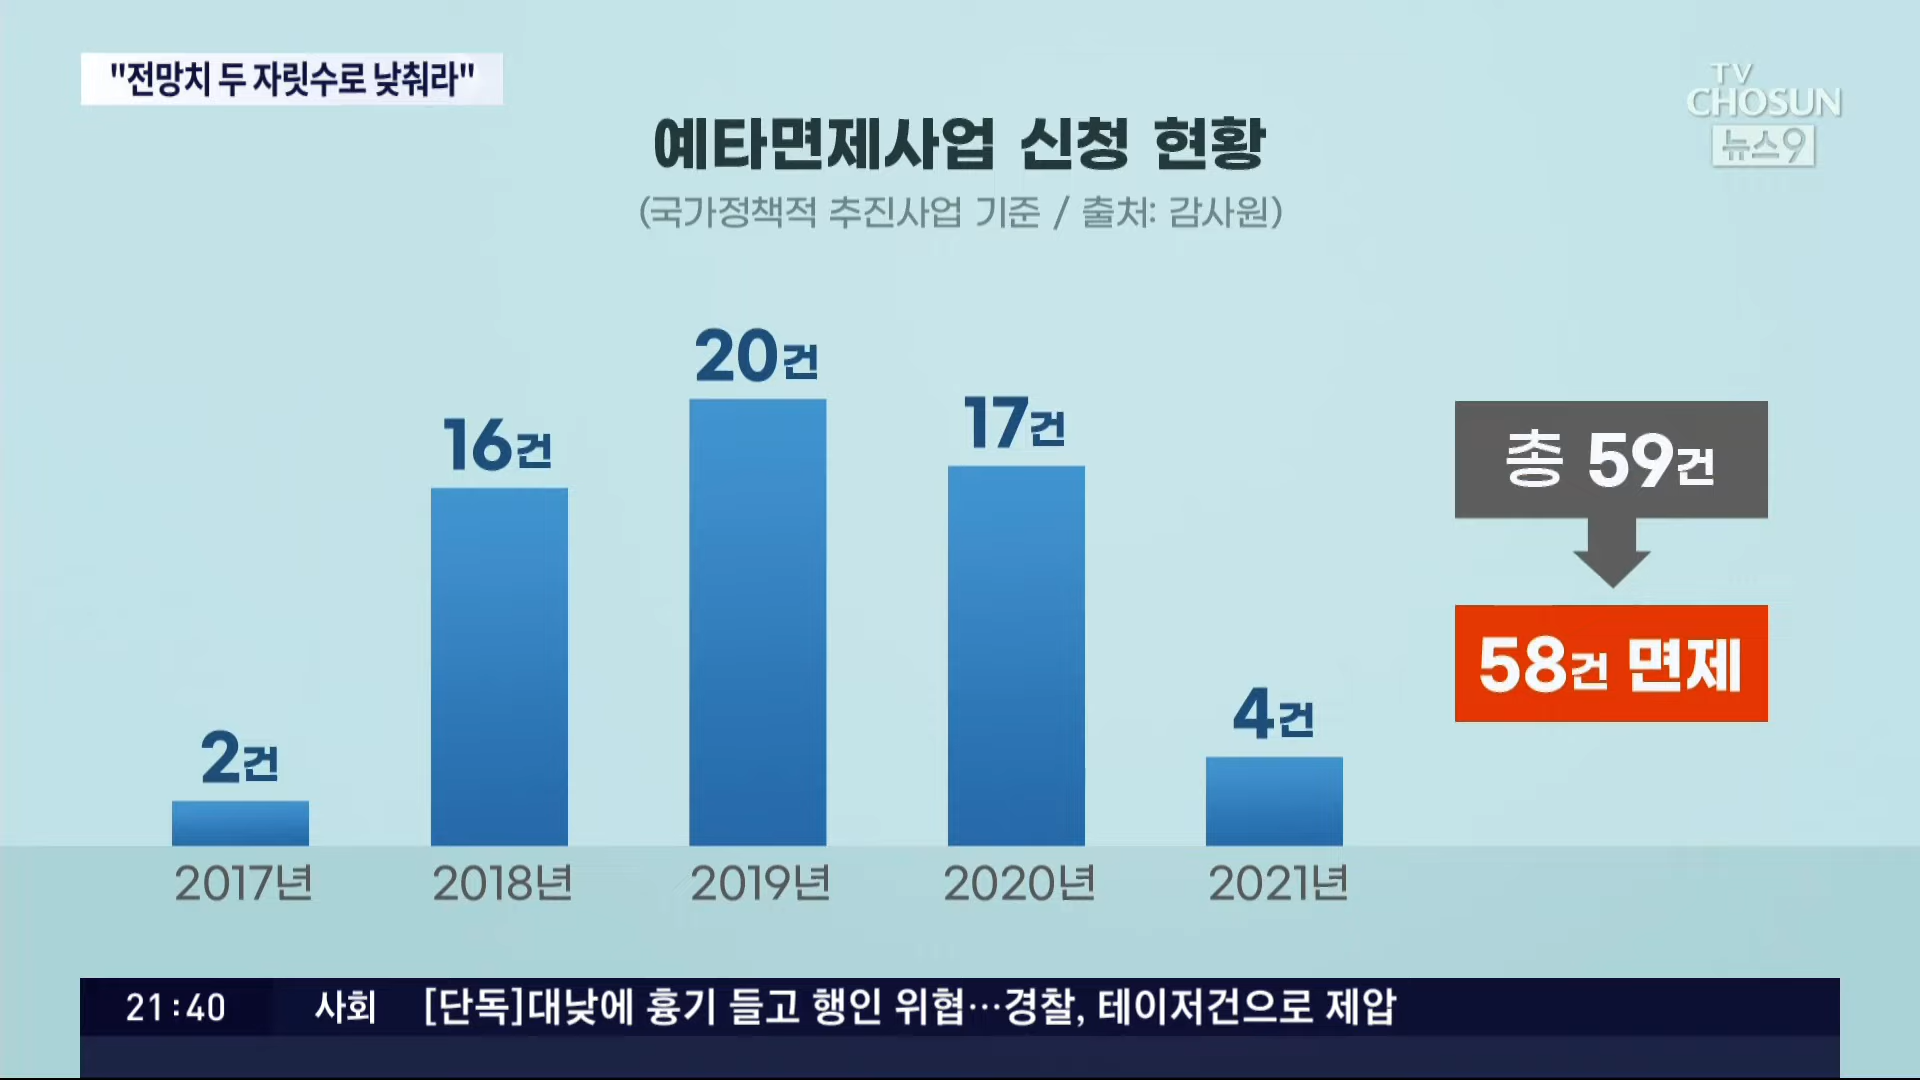 "전망치 두 자릿수로 낮춰라"
TV
CHOSUN
뉴스9
예타면제사업 신청 현황
(국가정책적 추진사업 기준 / 출처: 감사원)
2건
16건
20건
17건
4건
총 59건
58건 면제
2017년
2018년
2019년
2020년
2021년
21:40 사회 [단독]대낮에 흉기 들고 행인 위협…경찰, 테이저건으로 제압